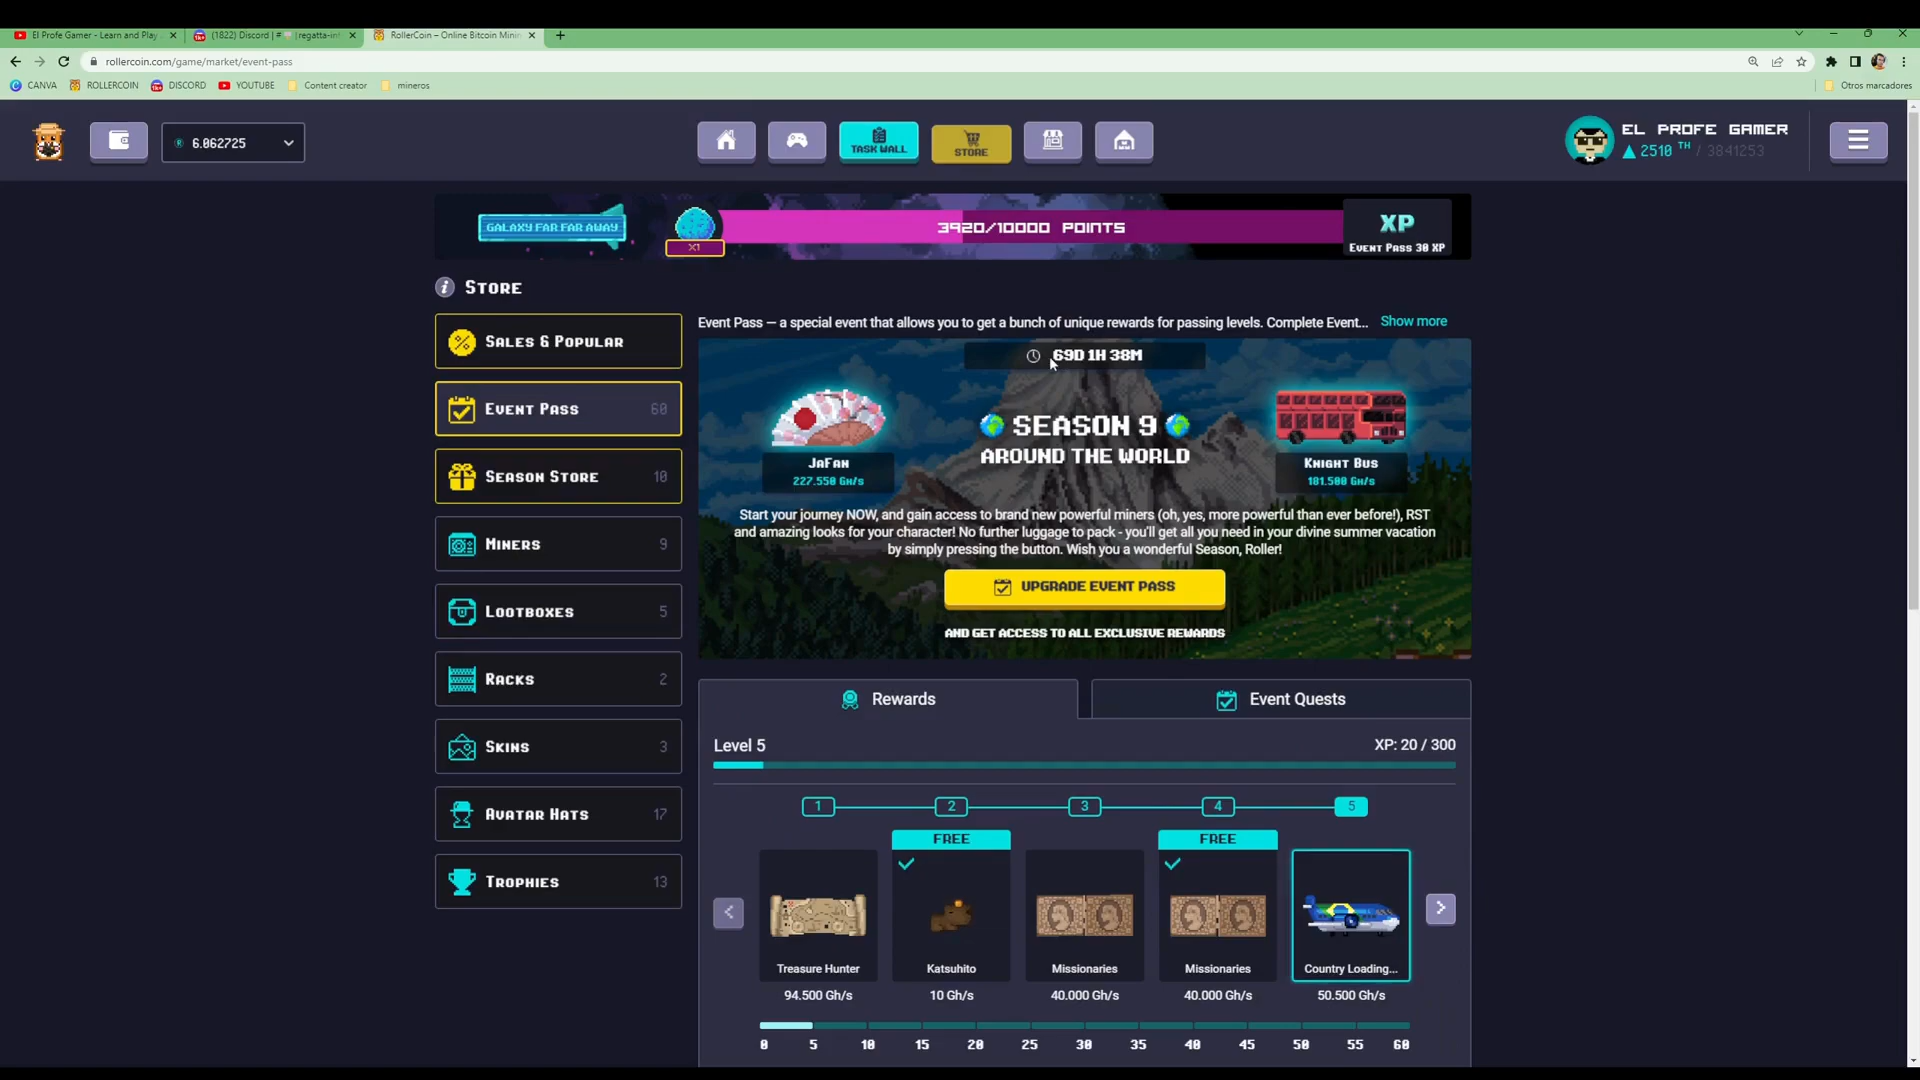 El Profe Gamer - Learn and Play
(1822) Discord | #
|regatta-in
RollerCoin – Online Bitcoin Minin
rollercoin.com/game/market/event-pass
CANVA
ROLLERCOIN
DISCORD
YOUTUBE
Content creator
mineros
Otros marcadores
6.062725
TASK WALL
STORE
EL PROFE GAMER
2510 TH / 3841253
GALAXY FAR FAR AWAY
X1
3920/10000 POINTS
XP
EVENT PASS 30 XP
STORE
SALES & POPULAR
EVENT PASS 60
SEASON STORE 10
MINERS 9
LOOTBOXES 5
RACKS 2
SKINS 3
AVATAR HATS 17
TROPHIES 13
Event Pass — a special event that allows you to get a bunch of unique rewards for passing levels. Complete Event... Show more
69D 1H 38M
SEASON 9
AROUND THE WORLD
JAFAN
227.550 GH/S
KNIGHT BUS
181.500 GH/S
Start your journey NOW, and gain access to brand new powerful miners (oh, yes, more powerful than ever before!), RST
and amazing looks for your character! No further luggage to pack - you'll get all you need in your divine summer vacation
by simply pressing the button. Wish you a wonderful Season, Roller!
UPGRADE EVENT PASS
AND GET ACCESS TO ALL EXCLUSIVE REWARDS
Rewards
Event Quests
Level 5
XP: 20 / 300
1 2 3 4 5
FREE FREE
Treasure Hunter Katsuhito Missionaries Missionaries Country Loading...
94.500 Gh/s 10 Gh/s 40.000 Gh/s 40.000 Gh/s 50.500 Gh/s
0 5 10 15 20 25 30 35 40 45 50 55 60